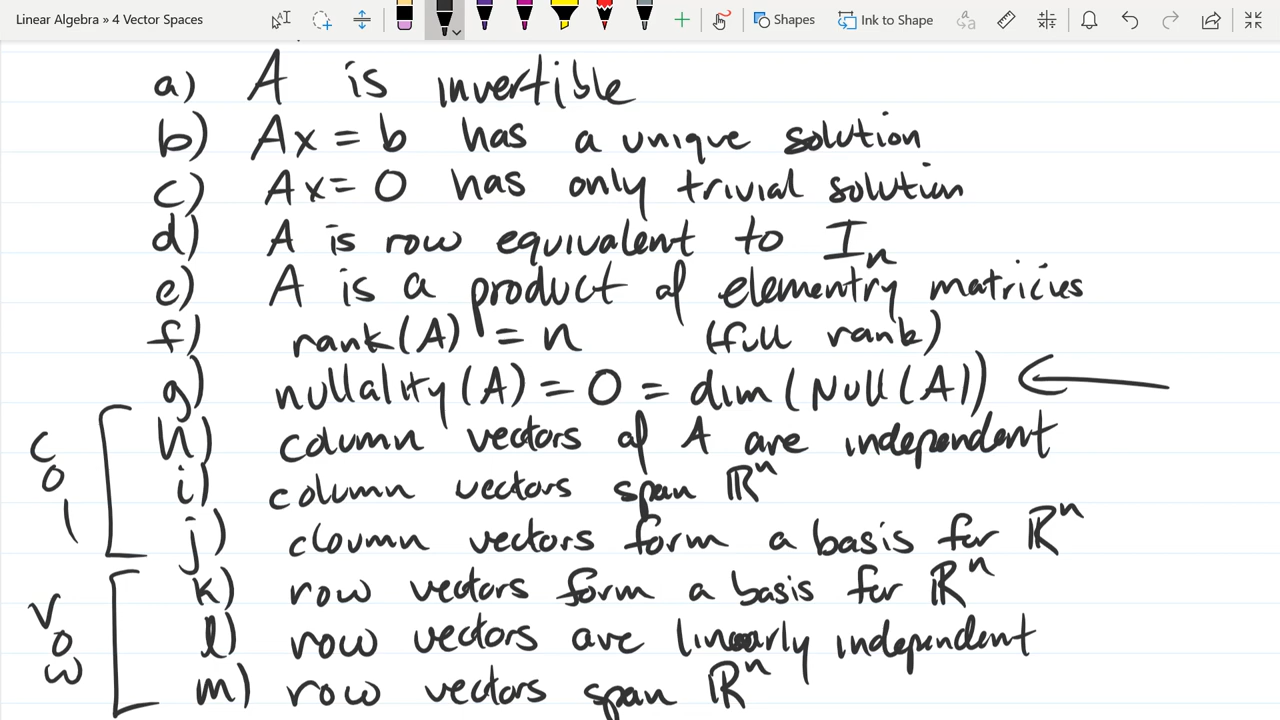 Linear Algebra » 4 Vector Spaces
Shapes
Ink to Shape
a) A is invertible
b) Ax = b has a unique solution
c) Ax = 0 has only trivial solution
d) A is row equivalent to Iₙ
e) A is a product of elementry matricies
f) rank(A) = n (full rank)
g) nullality(A) = 0 = dim(Null(A)) ←
col
h) column vectors of A are independent
i) column vectors span ℝⁿ
j) cloumn vectors form a basis for ℝⁿ
row
k) row vectors form a basis for ℝⁿ
l) row vectors are linearly independent
m) row vectors span ℝⁿ